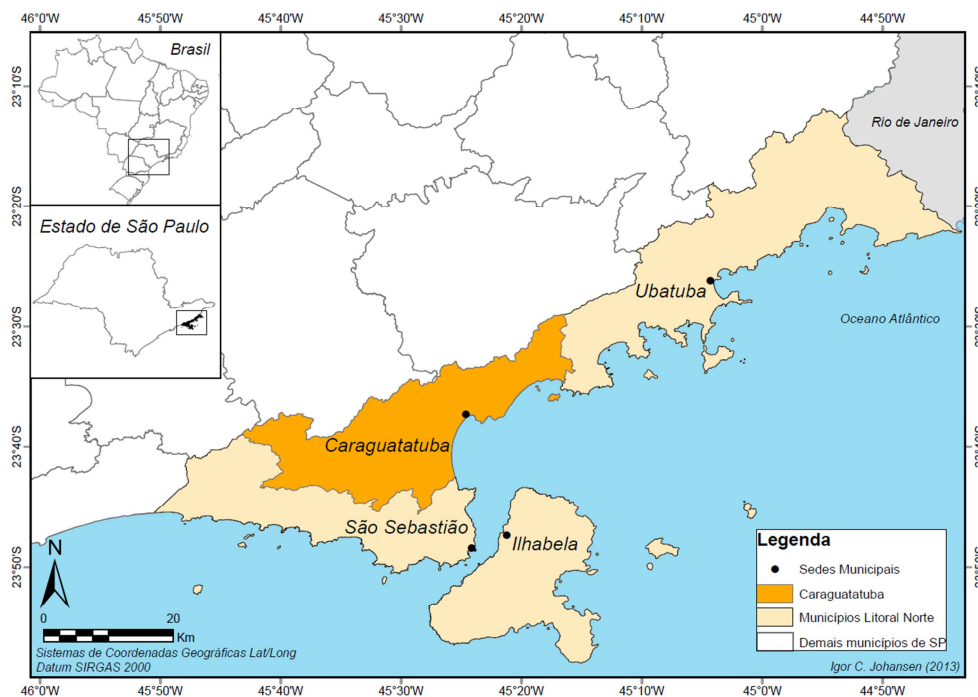 46°00'W 45°50'W 45°40'W 45°30'W 45°20'W 45°10'W 45°0'W 44°50'W
Brasil
23°10'S
Rio de Janeiro
23°20'S
Estado de São Paulo
Ubatuba
Oceano Atlântico
23°30'S
Caraguatatuba
23°40'S
São Sebastião
Ilhabela
N
Legenda
Sedes Municipais
23°50'S
Caraguatatuba
Municípios Litoral Norte
Demais municípios de SP
0 20
Km
Sistemas de Coordenadas Geográficas Lat/Long
Datum SIRGAS 2000
Igor C. Johansen (2013)
46°0'W 45°50'W 45°40'W 45°30'W 45°20'W 45°10'W 45°0'W 44°50'W